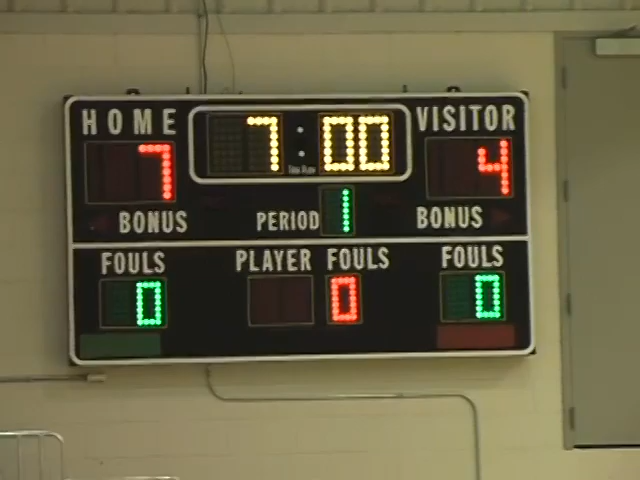 HOME 7:00 VISITOR
7 4
BONUS PERIOD 1 BONUS
FOULS PLAYER FOULS FOULS
0 0 0